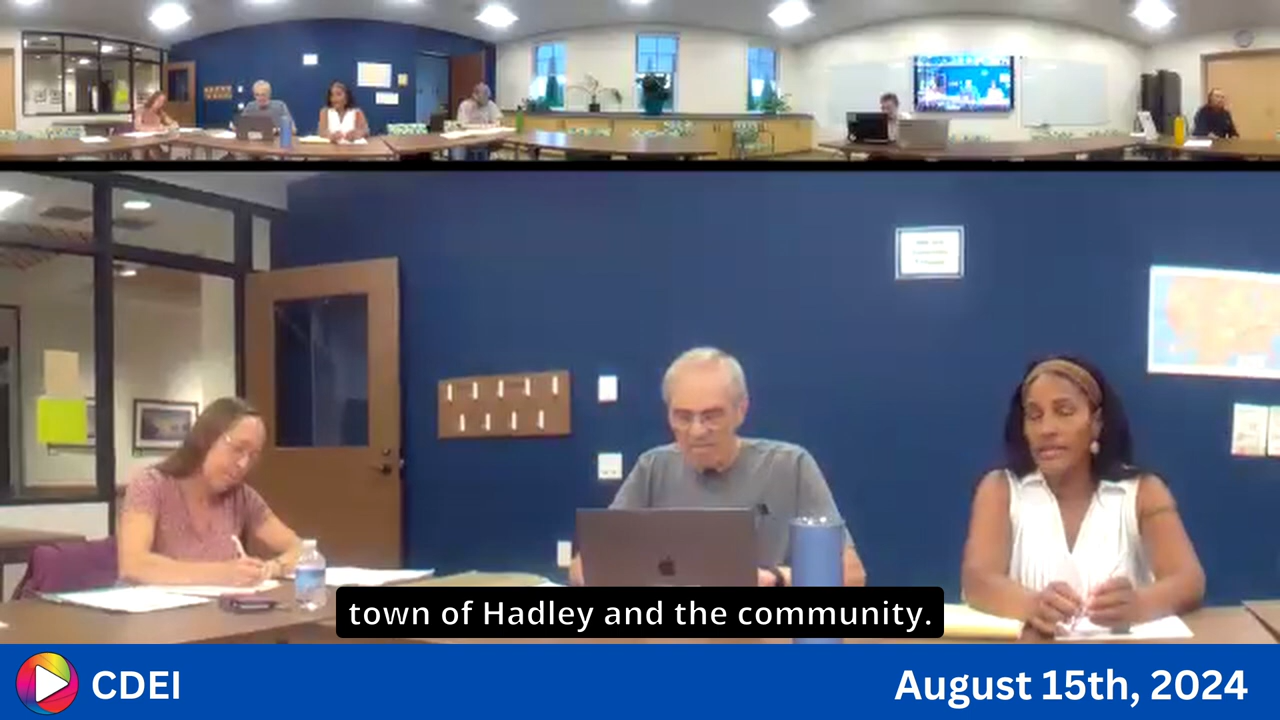 town of Hadley and the community.
CDEI
August 15th, 2024